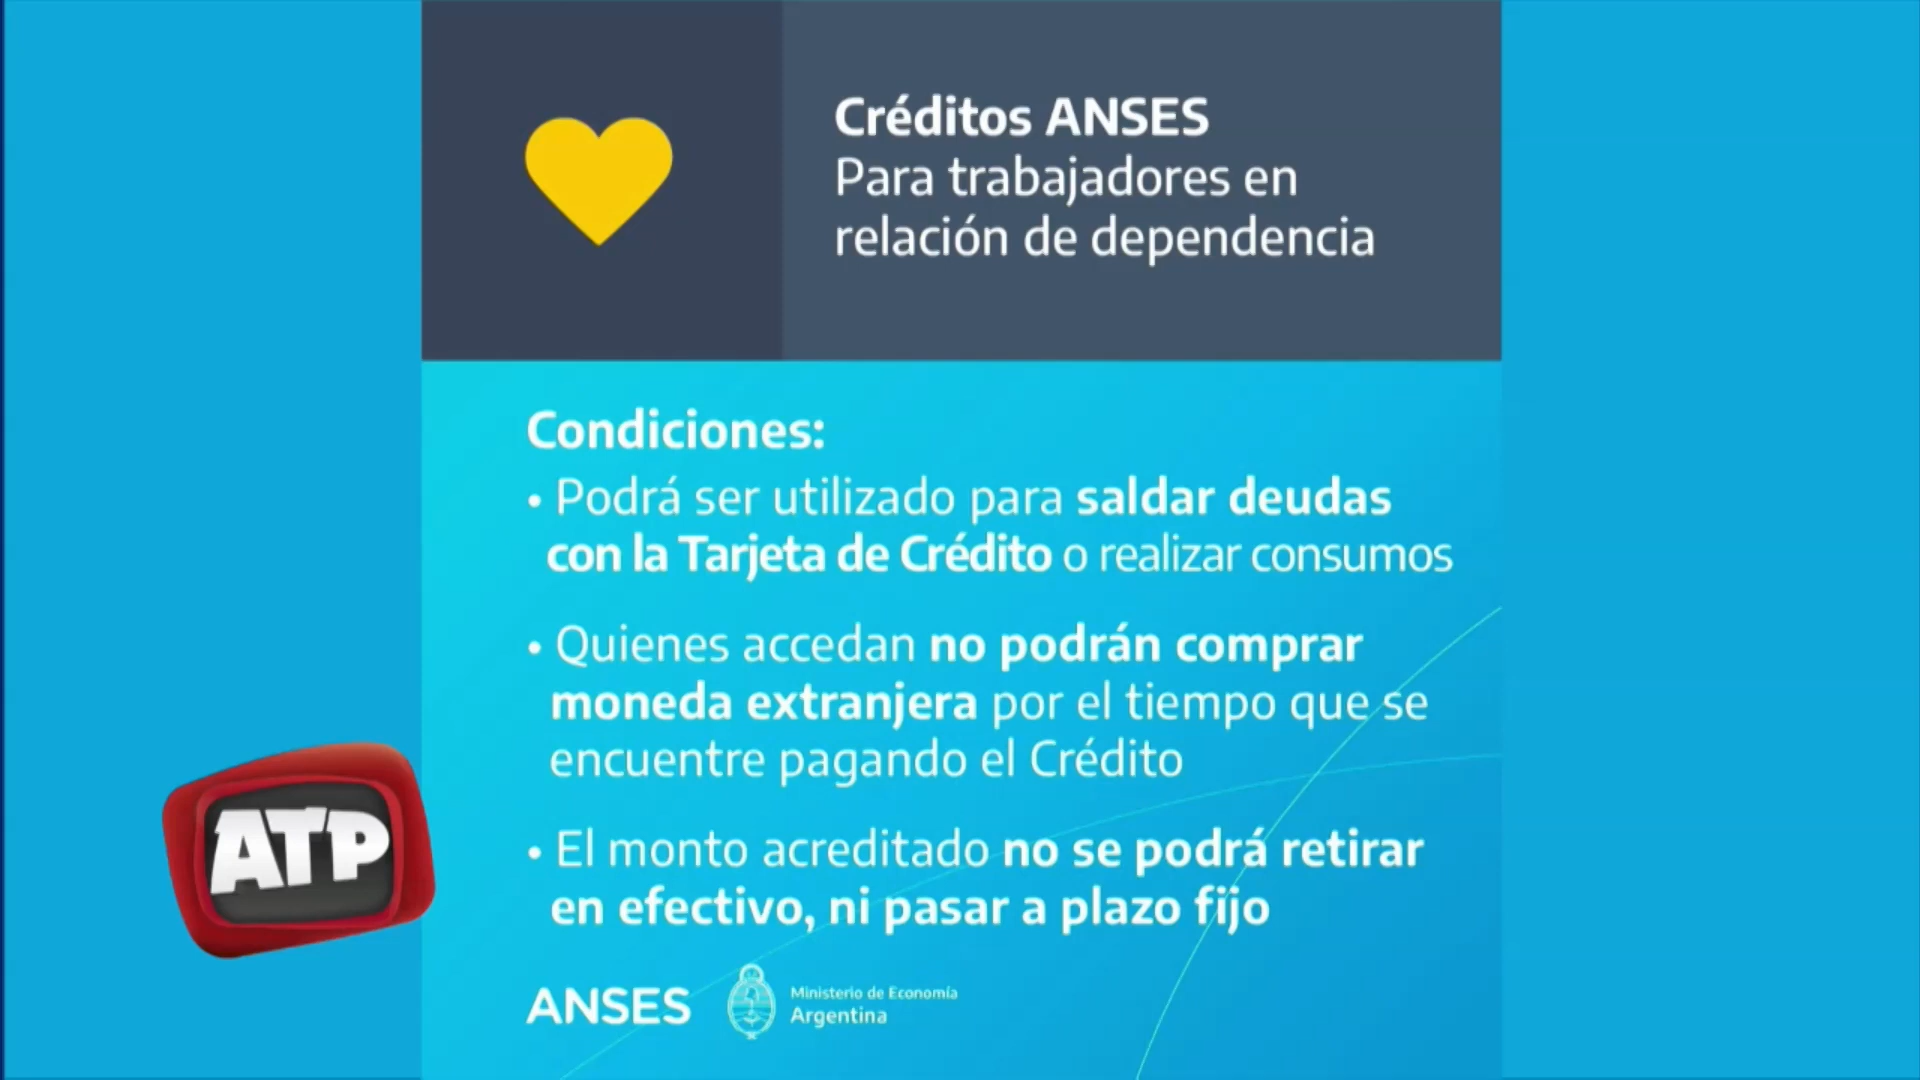 Créditos ANSES
Para trabajadores en
relación de dependencia
Condiciones:
• Podrá ser utilizado para saldar deudas
con la Tarjeta de Crédito o realizar consumos
• Quienes accedan no podrán comprar
moneda extranjera por el tiempo que se
encuentre pagando el Crédito
• El monto acreditado no se podrá retirar
en efectivo, ni pasar a plazo fijo
ATP
ANSES
Ministerio de Economía
Argentina